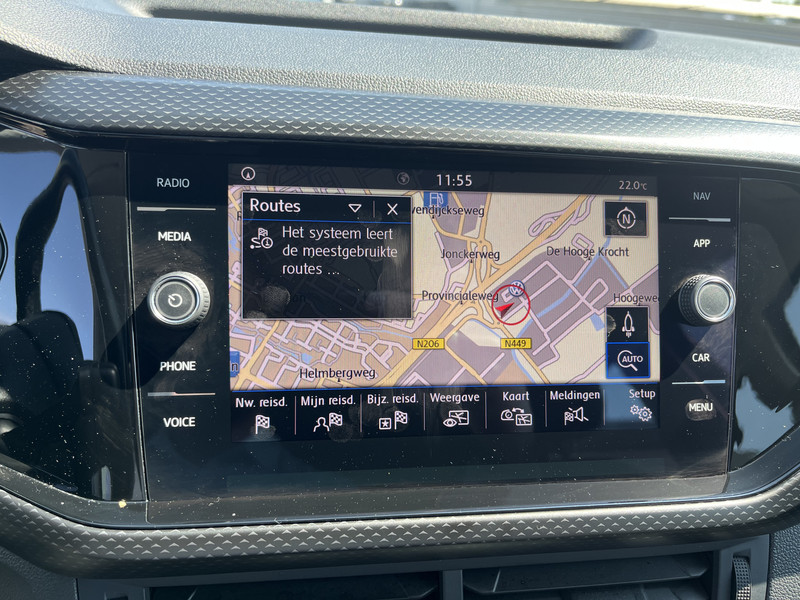 RADIO
MEDIA
PHONE
VOICE
11:55
22.0°C
Routes
Het systeem leert
de meestgebruikte
routes ...
vendijckseweg
Jonckerweg
De Hooge Krocht
Provincialeweg
Hoogewe
N206
N449
Helmbergweg
N
AUTO
Nw. reisd.
Mijn reisd.
Bijz. reisd.
Weergave
Kaart
Meldingen
Setup
NAV
APP
CAR
MENU